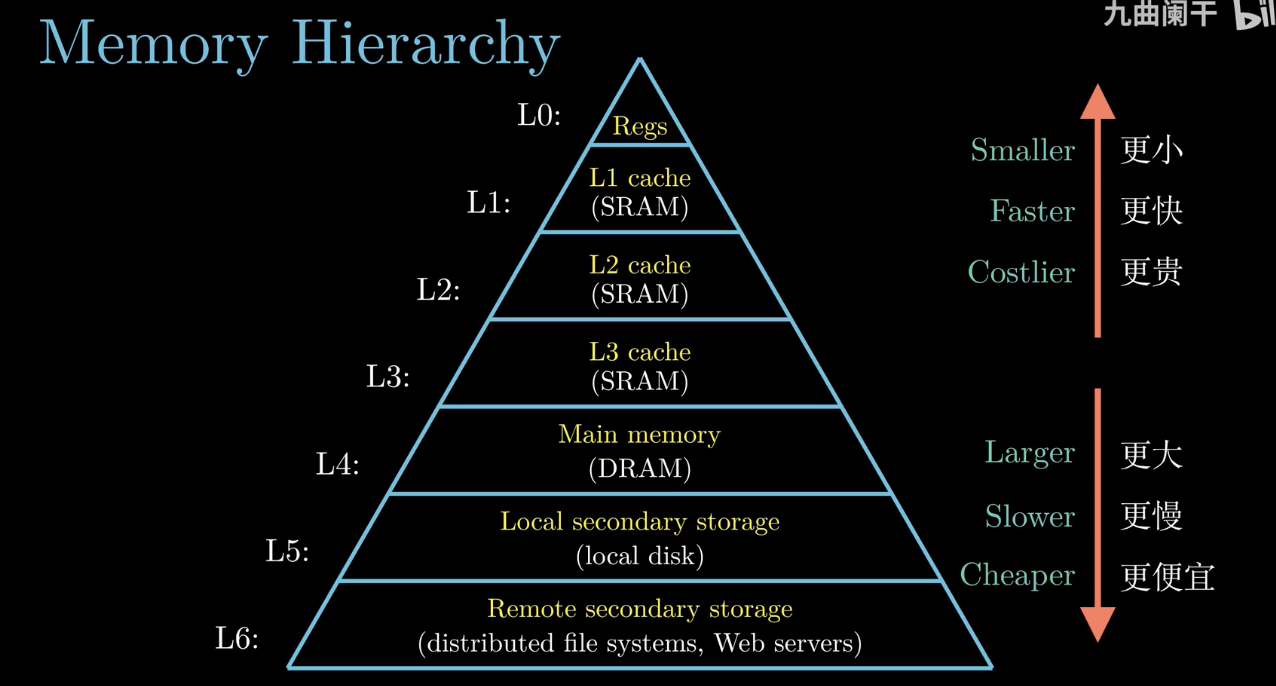 九曲阑干
Memory Hierarchy
L0:
Regs
L1:
L1 cache
(SRAM)
L2:
L2 cache
(SRAM)
L3:
L3 cache
(SRAM)
L4:
Main memory
(DRAM)
L5:
Local secondary storage
(local disk)
L6:
Remote secondary storage
(distributed file systems, Web servers)
Smaller 更小
Faster 更快
Costlier 更贵
Larger 更大
Slower 更慢
Cheaper 更便宜